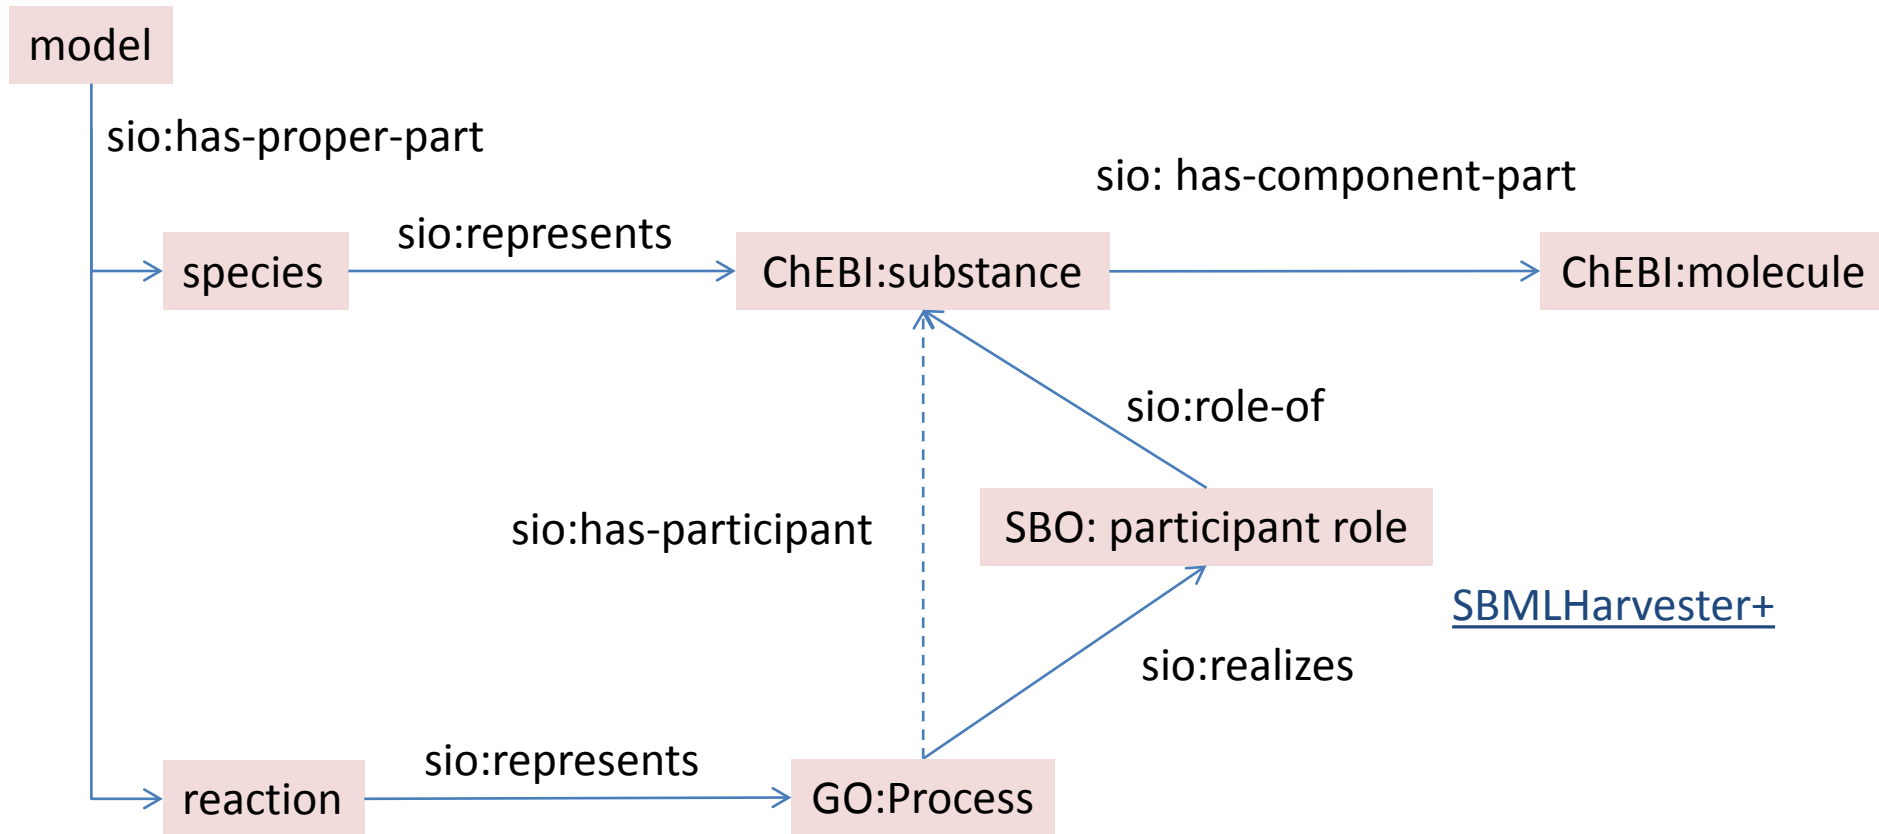 model
sio:has-proper-part
sio: has-component-part
sio:represents
species
ChEBI:substance
ChEBI:molecule
sio:role-of
sio:has-participant
SBO: participant role
SBMLHarvester+
sio:realizes
sio:represents
reaction
GO:Process